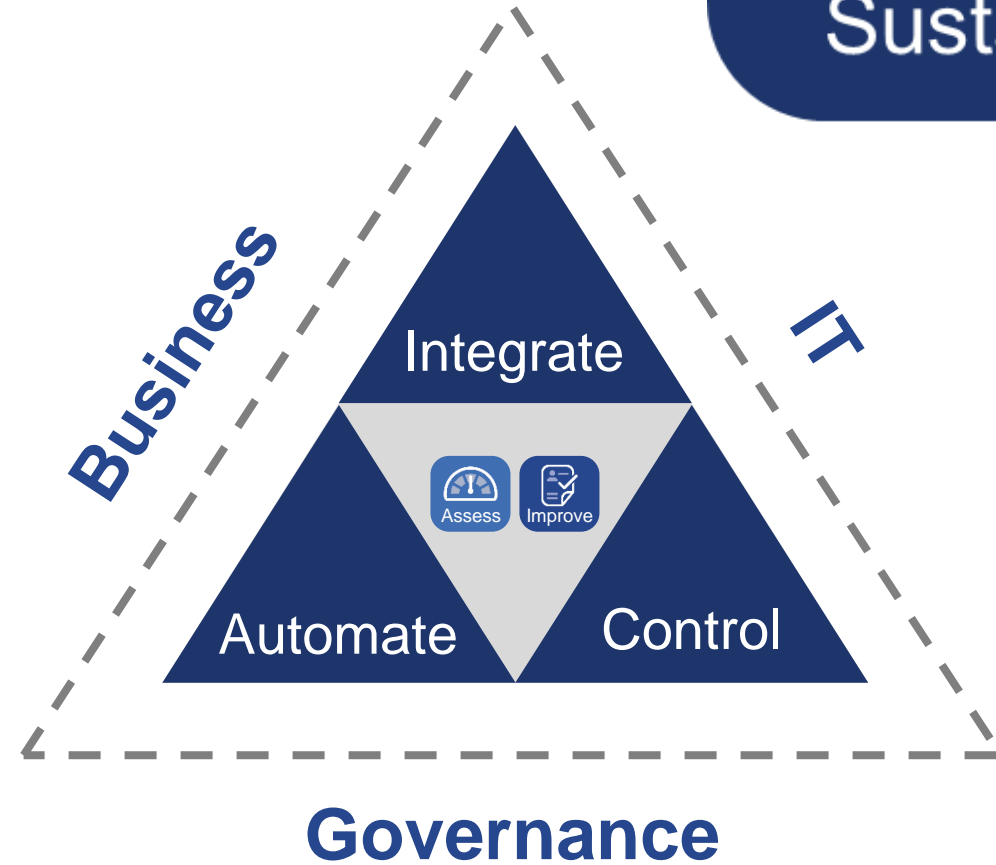 Business
IT
Integrate
Assess
Improve
Automate
Control
Governance